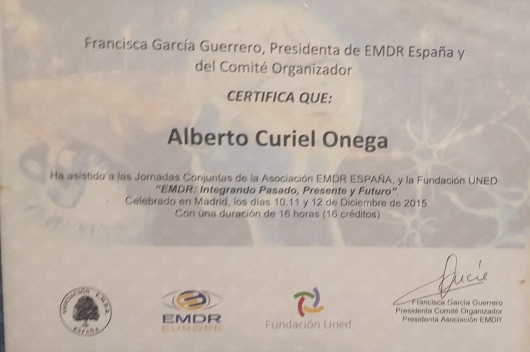 Francisca García Guerrero, Presidenta de EMDR España y
del Comité Organizador
CERTIFICA QUE:
Alberto Curiel Onega
Ha asistido a las Jornadas Conjuntas de la Asociación EMDR ESPAÑA, y la Fundación UNED
"EMDR: Integrando Pasado, Presente y Futuro".
Celebrado en Madrid, los días 10,11 y 12 de Diciembre de 2015
Con una duración de 16 horas (16 créditos)
ASOCIACIÓN EMDR
ESPAÑA
EMDR
EUROPE
Fundación Uned
Francisca García Guerrero
Presidenta Comité Organizador
Presidenta Asociación EMDR